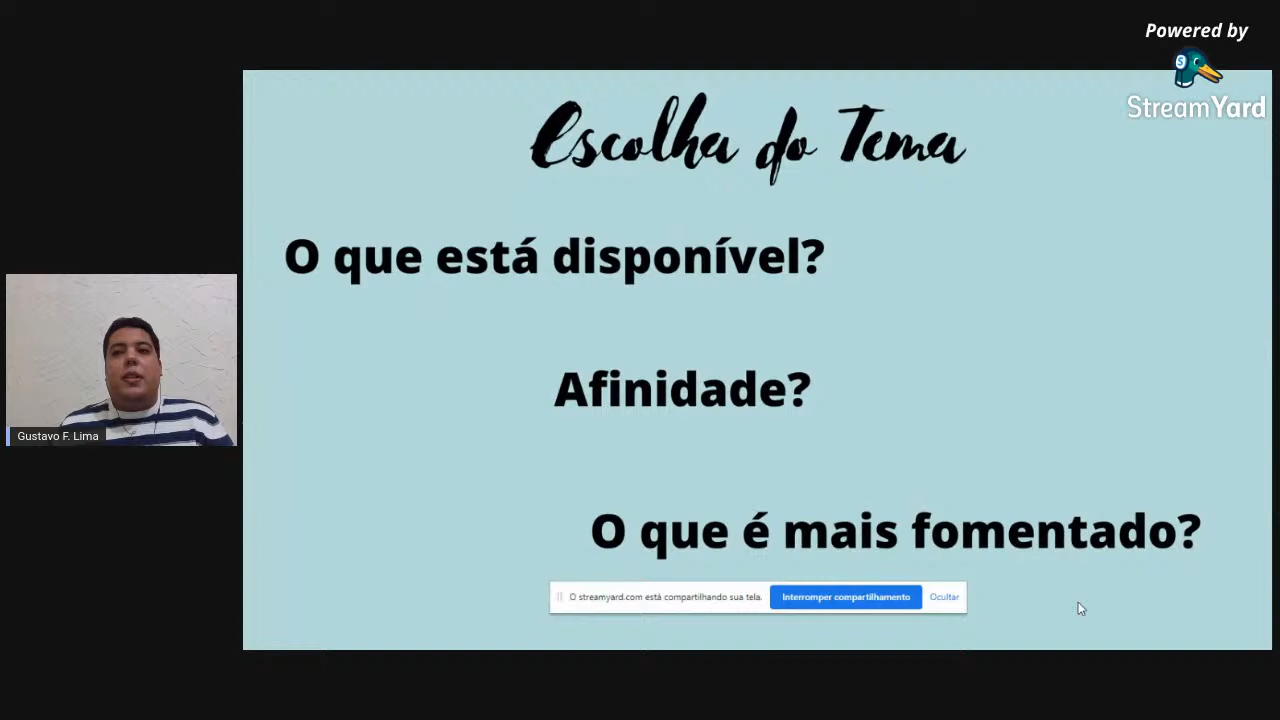 Powered by
StreamYard
Escolha do Tema
O que está disponível?
Afinidade?
Gustavo F. Lima
O que é mais fomentado?
O streamyard.com está compartilhando sua tela. Interromper compartilhamento Ocultar